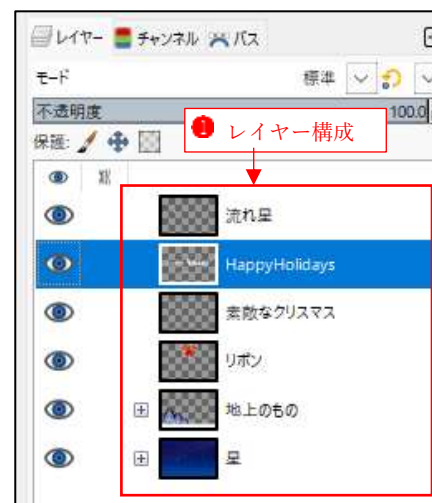 レイヤー チャンネル パス
モード 標準
不透明度 100.0
保護:
❶ レイヤー構成
流れ星
HappyHolidays
素敵なクリスマス
リボン
地上のもの
星